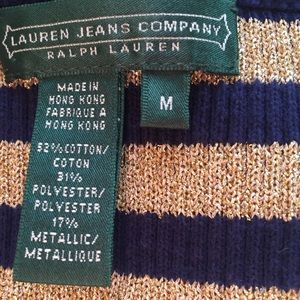 LAUREN JEANS COMPANY
RALPH LAUREN
M
MADE IN
HONG KONG
FABRIQUE A
HONG KONG
52% COTTON/
COTON
31%
POLYESTER/
POLYESTER
17%
METALLIC/
METALLIQUE